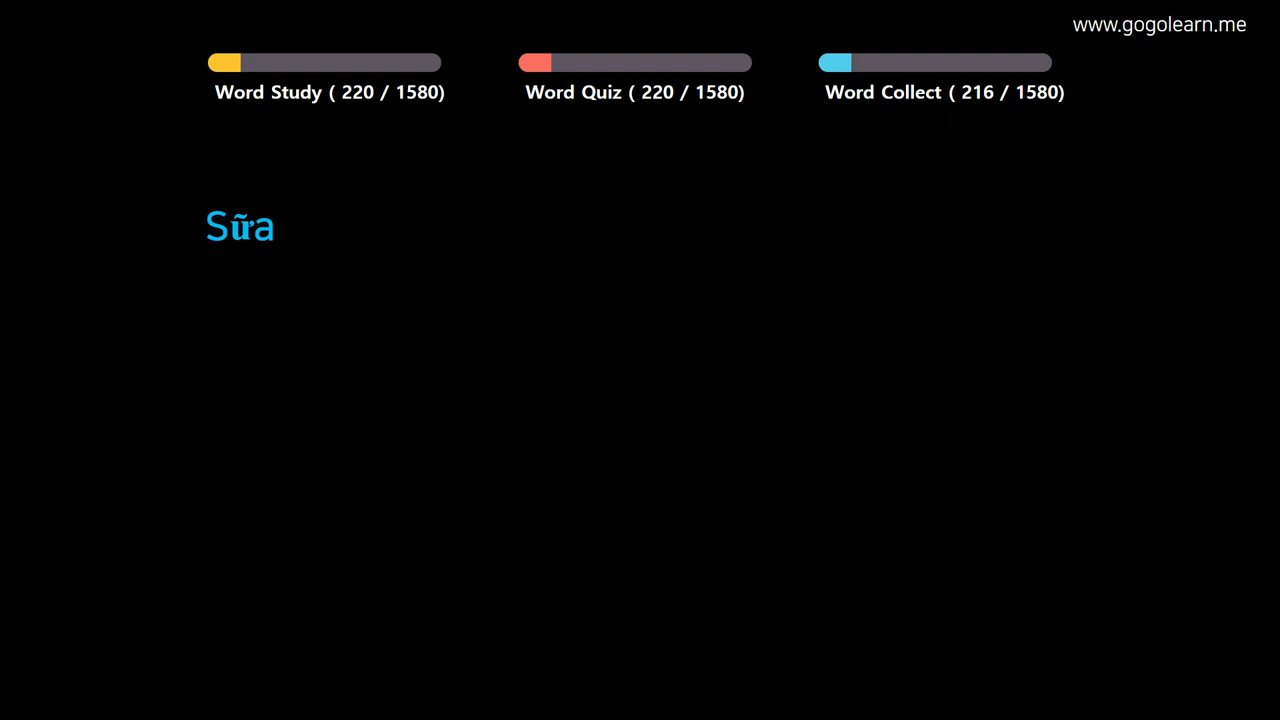 www.gogolearn.me
Word Study ( 220 / 1580)
Word Quiz ( 220 / 1580)
Word Collect ( 216 / 1580)
Sữa